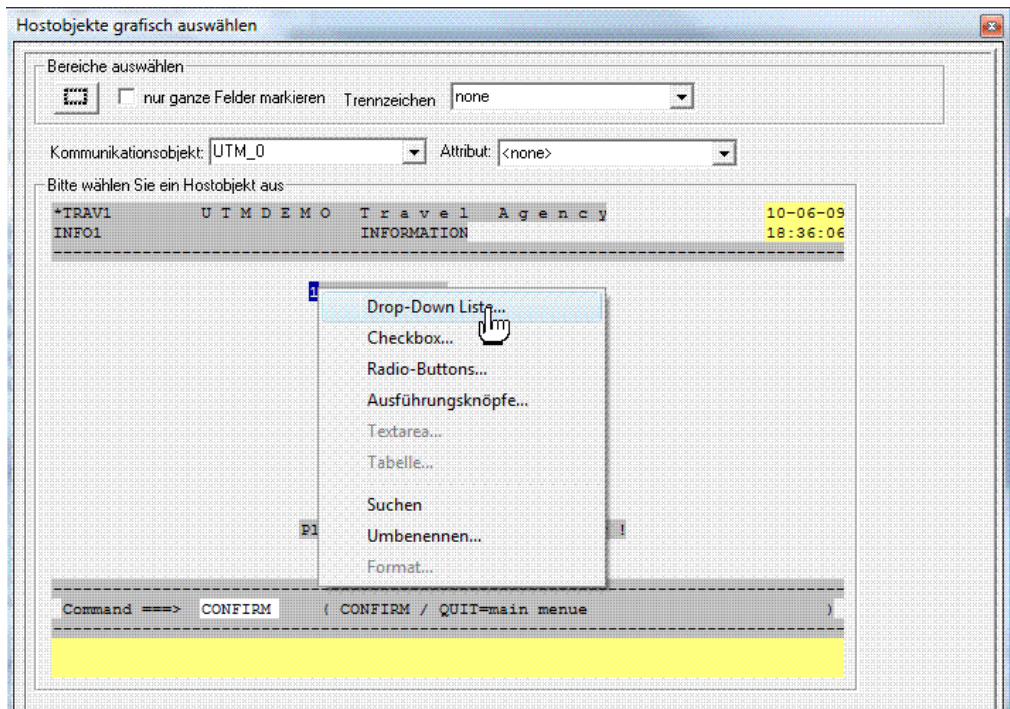 Hostobjekte grafisch auswählen
Bereiche auswählen
nur ganze Felder markieren Trennzeichen none
Kommunikationsobjekt: UTM_0 Attribut: <none>
Bitte wählen Sie ein Hostobjekt aus
*TRAV1 U T M D E M O T r a v e l A g e n c y 10-06-09
INFO1 INFORMATION 18:36:06
1
Drop-Down Liste...
Checkbox...
Radio-Buttons...
Ausführungsknöpfe...
Textarea...
Tabelle...
Suchen
Pl !
Umbenennen...
Format...
Command ===> CONFIRM ( CONFIRM / QUIT=main menue )